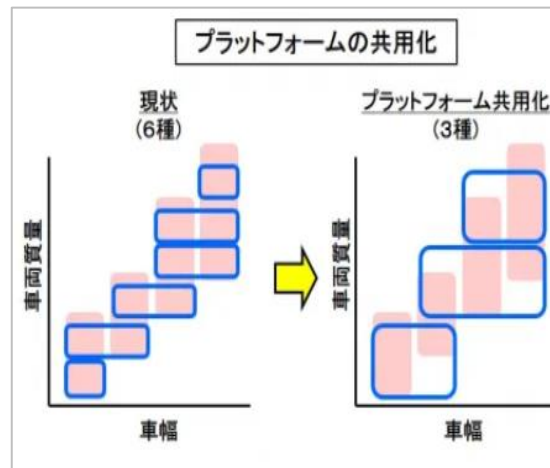 プラットフォームの共用化
現状
(6種)
プラットフォーム共用化
(3種)
車両質量
車幅
車両質量
車幅